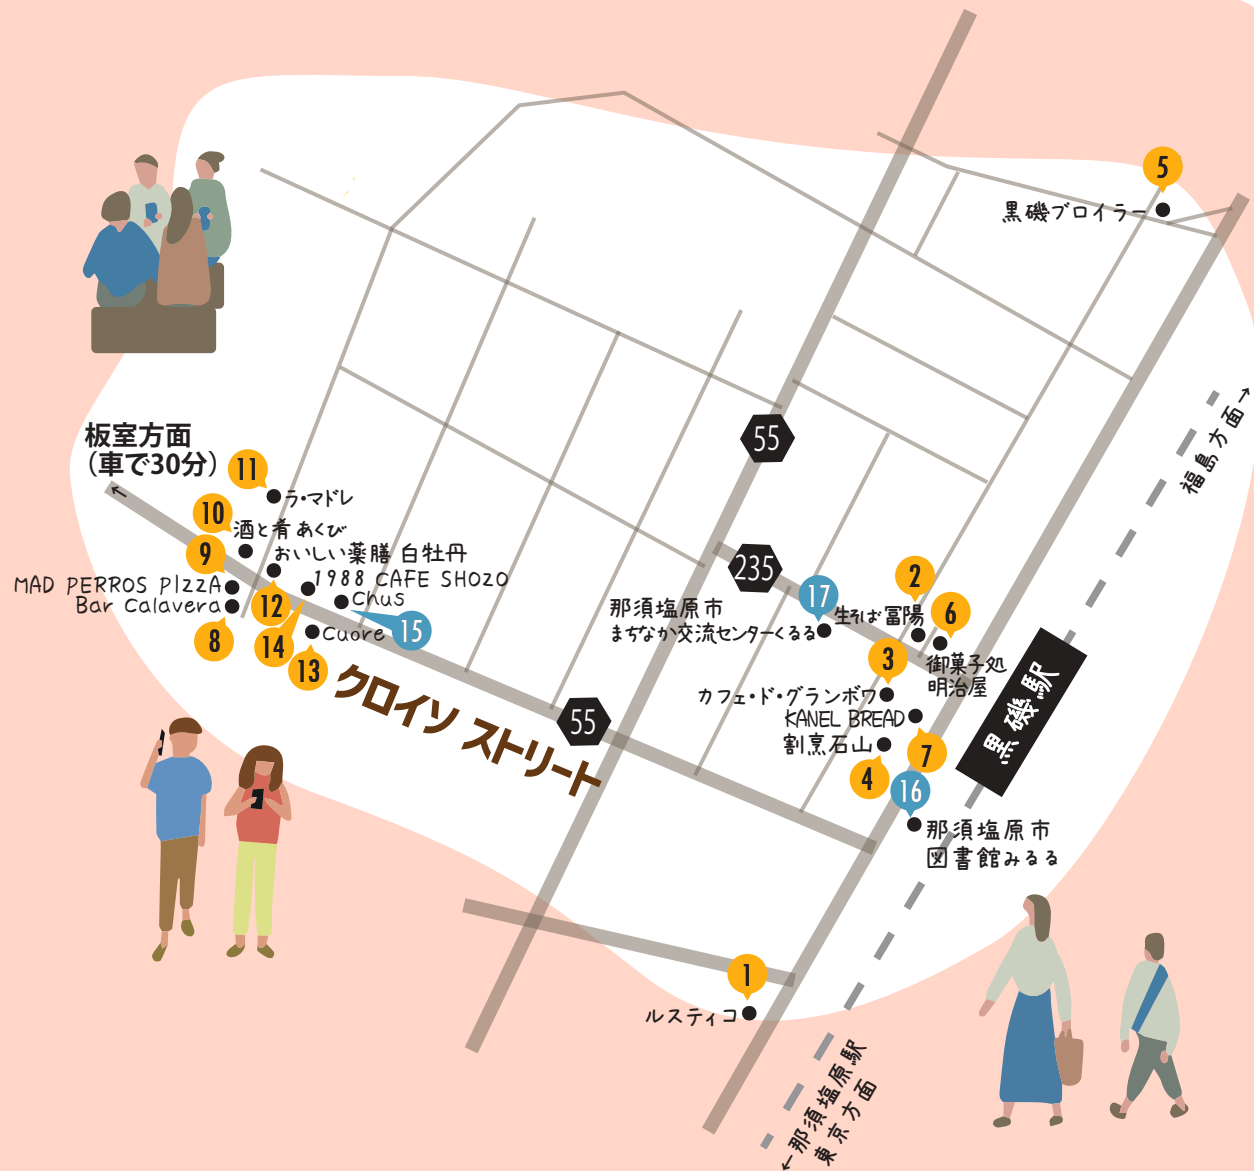 5
黒磯ブロイラー
55
福島方面→
板室方面
（車で30分）
←
11
ラ・マドレ
10
酒と肴 あくび
9
おいしい薬膳 白牡丹
MAD PERROS PIZZA
1988 CAFE SHOZO
Bar Calavera
Chus
12
8
14
15
Cuore
13
クロイソ ストリート
55
235
17
那須塩原市
まちなか交流センターくるる
2
生そば 冨陽
6
御菓子処
明治屋
3
カフェ・ド・グランボワ
KANEL BREAD
割烹石山
7
4
黒磯駅
16
那須塩原市
図書館みるる
1
ルスティコ
←那須塩原駅
東京方面